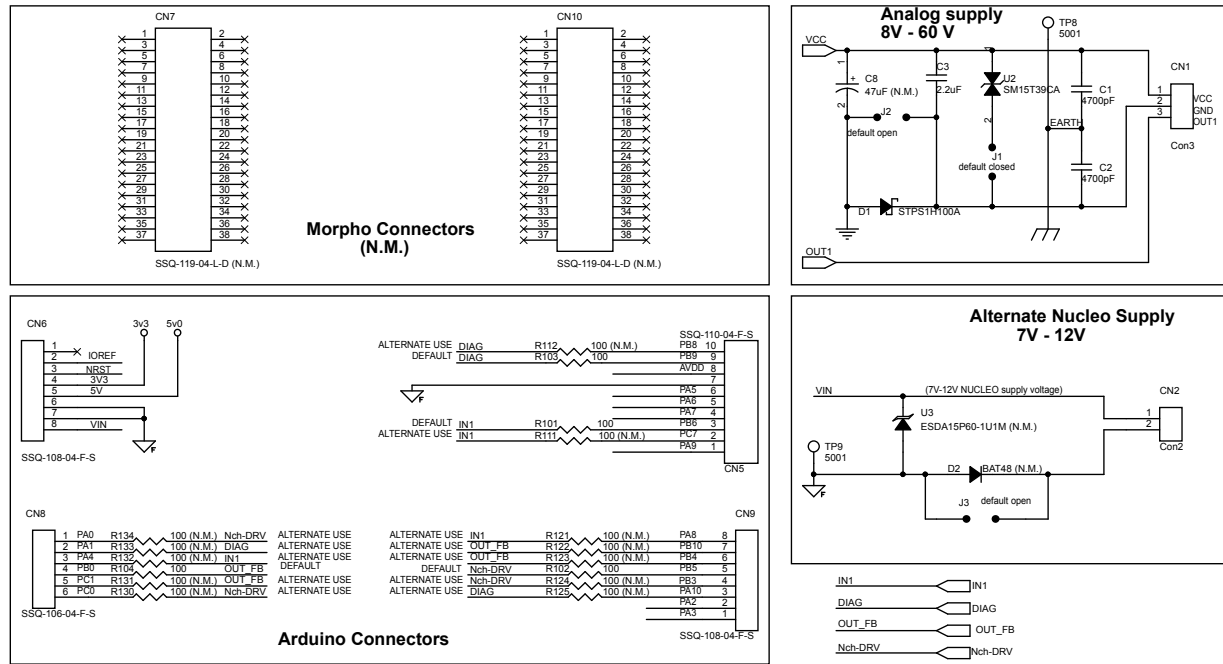 CN7
1 2
3 4
5 6
7 8
9 10
11 12
13 14
15 16
17 18
19 20
21 22
23 24
25 26
27 28
29 30
31 32
33 34
35 36
37 38
SSQ-119-04-L-D (N.M.)
CN10
1 2
3 4
5 6
7 8
9 10
11 12
13 14
15 16
17 18
19 20
21 22
23 24
25 26
27 28
29 30
31 32
33 34
35 36
37 38
SSQ-119-04-L-D (N.M.)
Morpho Connectors
(N.M.)
Analog supply
8V - 60 V
TP8
5001
VCC
1
C8
47uF (N.M.)
+
2
C3
2.2uF
J2
default open
1
U2
SM15T39CA
2
J1
default closed
C1
4700pF
EARTH
C2
4700pF
CN1
1 VCC
2 GND
3 OUT1
Con3
D1
STPS1H100A
OUT1
CN6
3v3
5v0
1
2 IOREF
3 NRST
4 3V3
5 5V
6
7
8 VIN
F
SSQ-108-04-F-S
SSQ-110-04-F-S
ALTERNATE USE DIAG R112 100 (N.M.) PB8 10
DEFAULT DIAG R103 100 PB9 9
AVDD 8
7
PA5 6
PA6 5
PA7 4
DEFAULT IN1 R101 100 PB6 3
ALTERNATE USE IN1 R111 100 (N.M.) PC7 2
PA9 1
F
CN5
CN8
1 PA0 R134 100 (N.M.) Nch-DRV ALTERNATE USE
2 PA1 R133 100 (N.M.) DIAG ALTERNATE USE
3 PA4 R132 100 (N.M.) IN1 ALTERNATE USE
4 PB0 R104 100 OUT_FB DEFAULT
5 PC1 R131 100 (N.M.) OUT_FB ALTERNATE USE
6 PC0 R130 100 (N.M.) Nch-DRV ALTERNATE USE
SSQ-106-04-F-S
CN9
ALTERNATE USE IN1 R121 100 (N.M.) PA8 8
ALTERNATE USE OUT_FB R122 100 (N.M.) PB10 7
ALTERNATE USE OUT_FB R123 100 (N.M.) PB4 6
DEFAULT Nch-DRV R102 100 PB5 5
ALTERNATE USE Nch-DRV R124 100 (N.M.) PB3 4
ALTERNATE USE DIAG R125 100 (N.M.) PA10 3
PA2 2
PA3 1
SSQ-108-04-F-S
Arduino Connectors
Alternate Nucleo Supply
7V - 12V
VIN
(7V-12V NUCLEO supply voltage)
CN2
1
2
Con2
U3
ESDA15P60-1U1M (N.M.)
TP9
5001
F
D2
BAT48 (N.M.)
J3
default open
IN1 IN1
DIAG DIAG
OUT_FB OUT_FB
Nch-DRV Nch-DRV